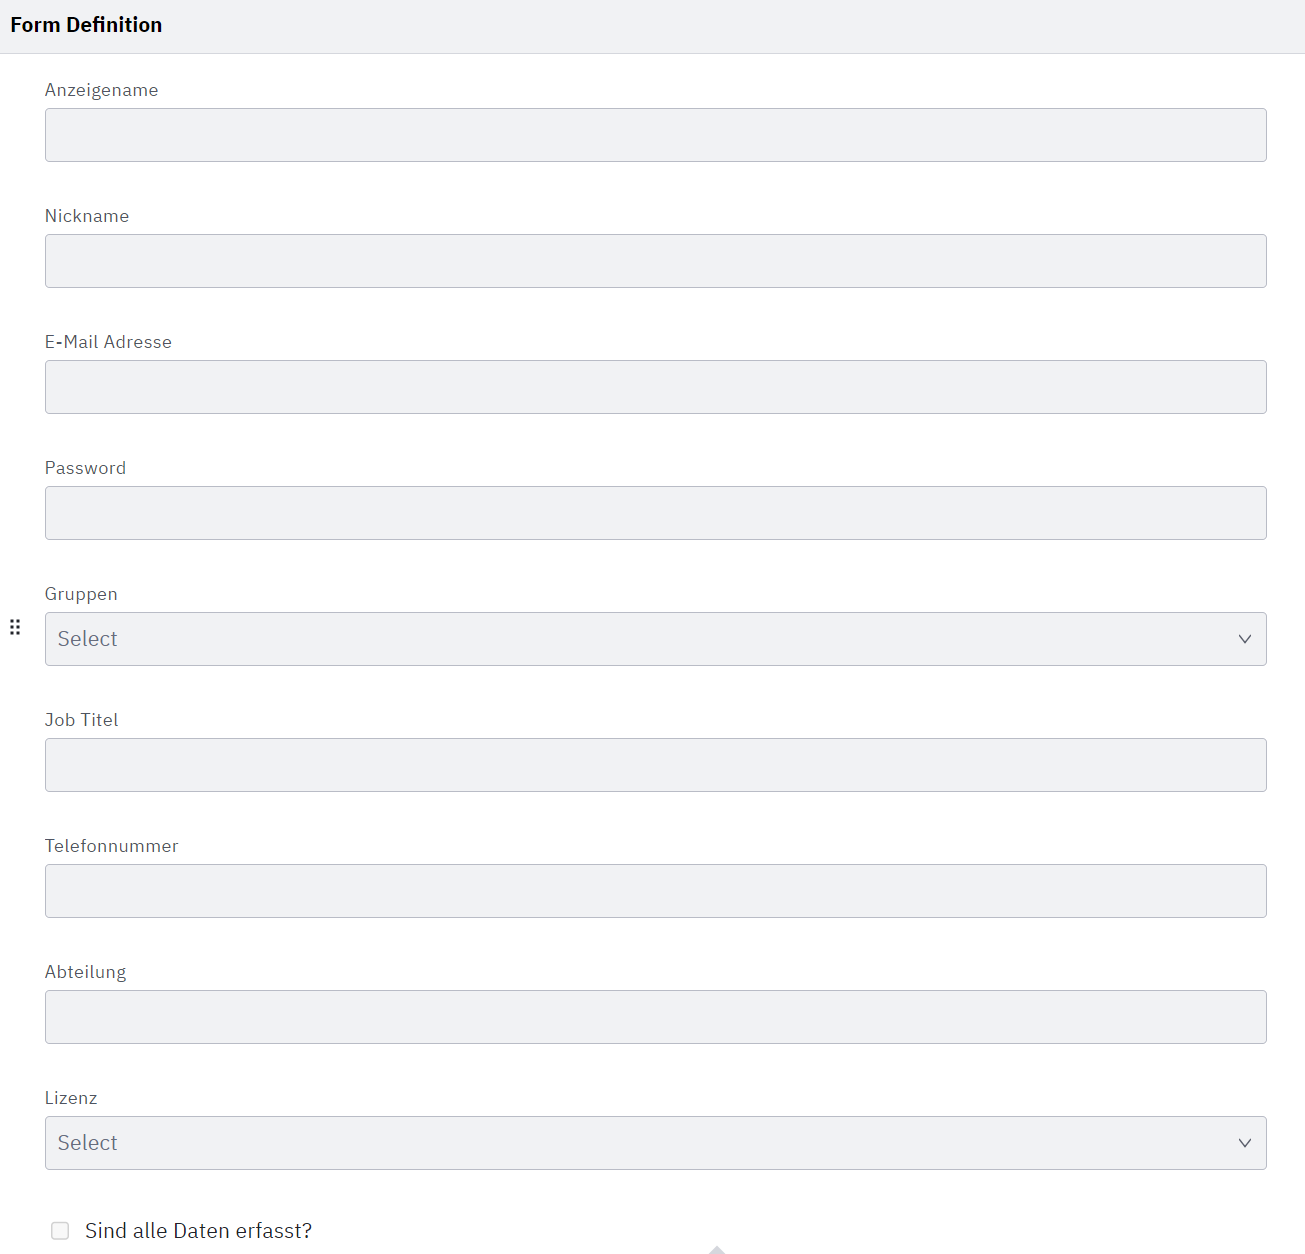 Form Definition
Anzeigename
Nickname
E-Mail Adresse
Password
Gruppen
Select
Job Titel
Telefonnummer
Abteilung
Lizenz
Select
Sind alle Daten erfasst?